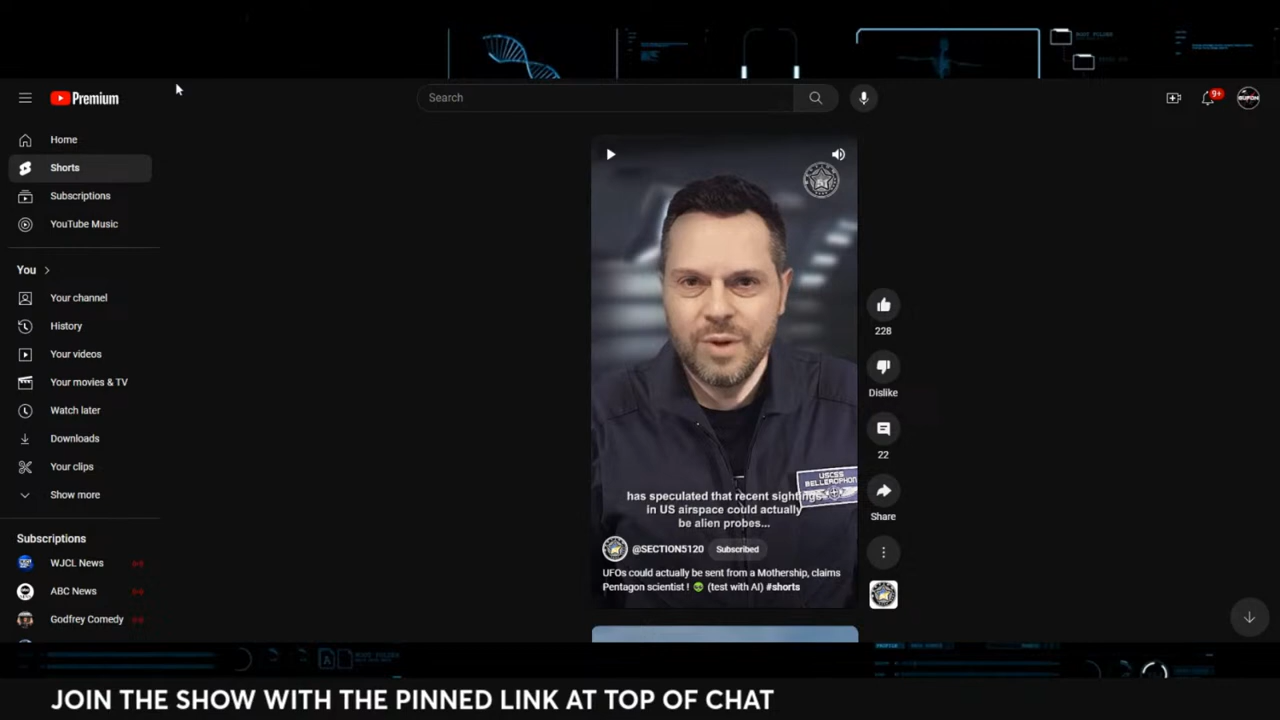 Premium
Search
9+
Home
Shorts
Subscriptions
YouTube Music
You
Your channel
History
Your videos
Your movies & TV
Watch later
Downloads
Your clips
Show more
Subscriptions
WJCL News
ABC News
Godfrey Comedy
USCSS
BELLEROPHON
has speculated that recent sightings
in US airspace could actually
be alien probes...
@SECTION5120
Subscribed
UFOs could actually be sent from a Mothership, claims
Pentagon scientist ! 👽 (test with AI) #shorts
228
Dislike
22
Share
JOIN THE SHOW WITH THE PINNED LINK AT TOP OF CHAT